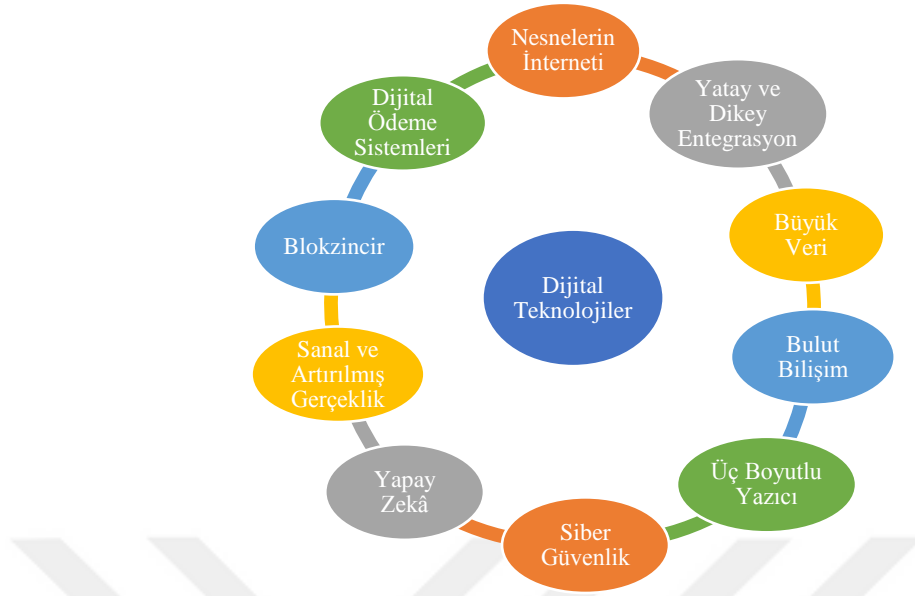 Nesnelerin
İnterneti
Yatay ve
Dikey
Entegrasyon
Büyük
Veri
Bulut
Bilişim
Üç Boyutlu
Yazıcı
Siber
Güvenlik
Yapay
Zekâ
Sanal ve
Artırılmış
Gerçeklik
Blokzincir
Dijital
Ödeme
Sistemleri
Dijital
Teknolojiler